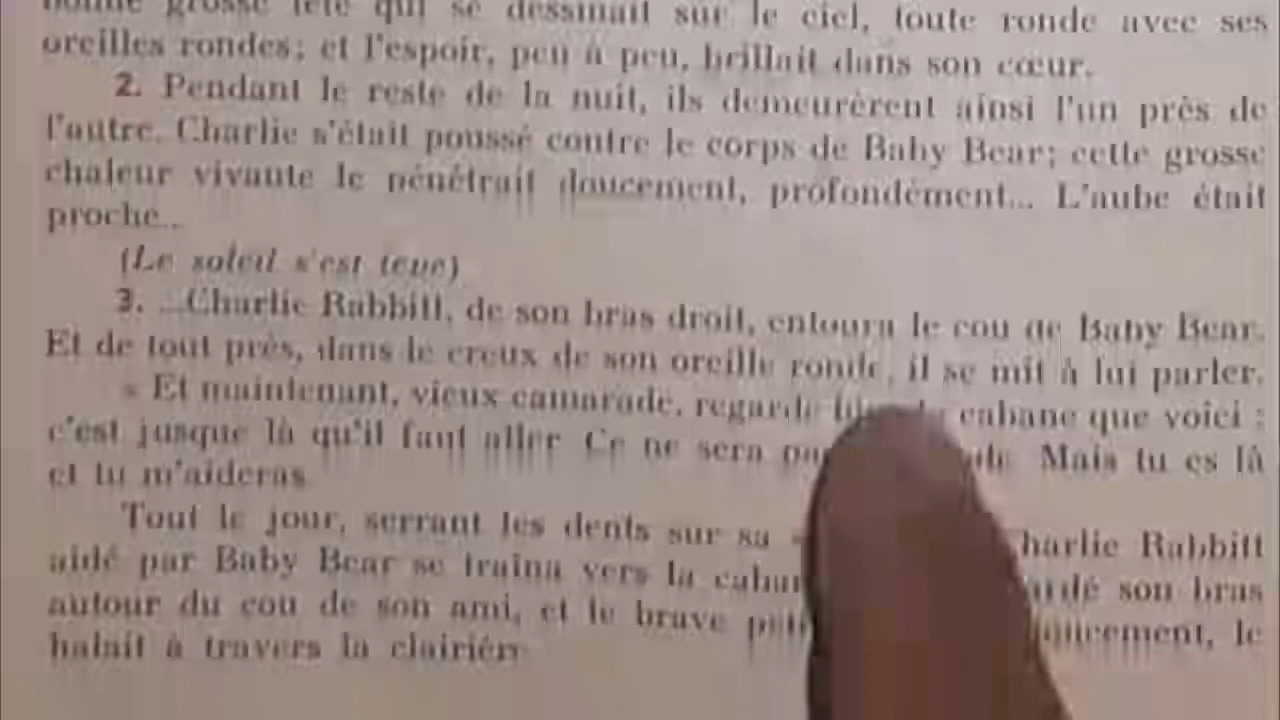 bonne grosse tête qui se dessinait sur le ciel, toute ronde avec ses
oreilles rondes; et l'espoir, peu à peu, brillait dans son cœur.
2. Pendant le reste de la nuit, ils demeurèrent ainsi l'un près de
l'autre. Charlie s'était poussé contre le corps de Baby Bear; cette grosse
chaleur vivante le pénétrait doucement, profondément... L'aube était
proche...
(Le soleil s'est levé)
3. ...Charlie Rabbitt, de son bras droit, entoura le cou de Baby Bear.
Et de tout près, dans le creux de son oreille ronde, il se mit à lui parler.
« Et maintenant, vieux camarade, regarde cabane que voici :
c'est jusque là qu'il faut aller. Ce ne sera Mais tu es là
et tu m'aideras.
Tout le jour, serrant les dents sur sa Charlie Rabbitt
aidé par Baby Bear se traîna vers la son bras
autour du cou de son ami, et le brave doucement, le
halait à travers la clairière